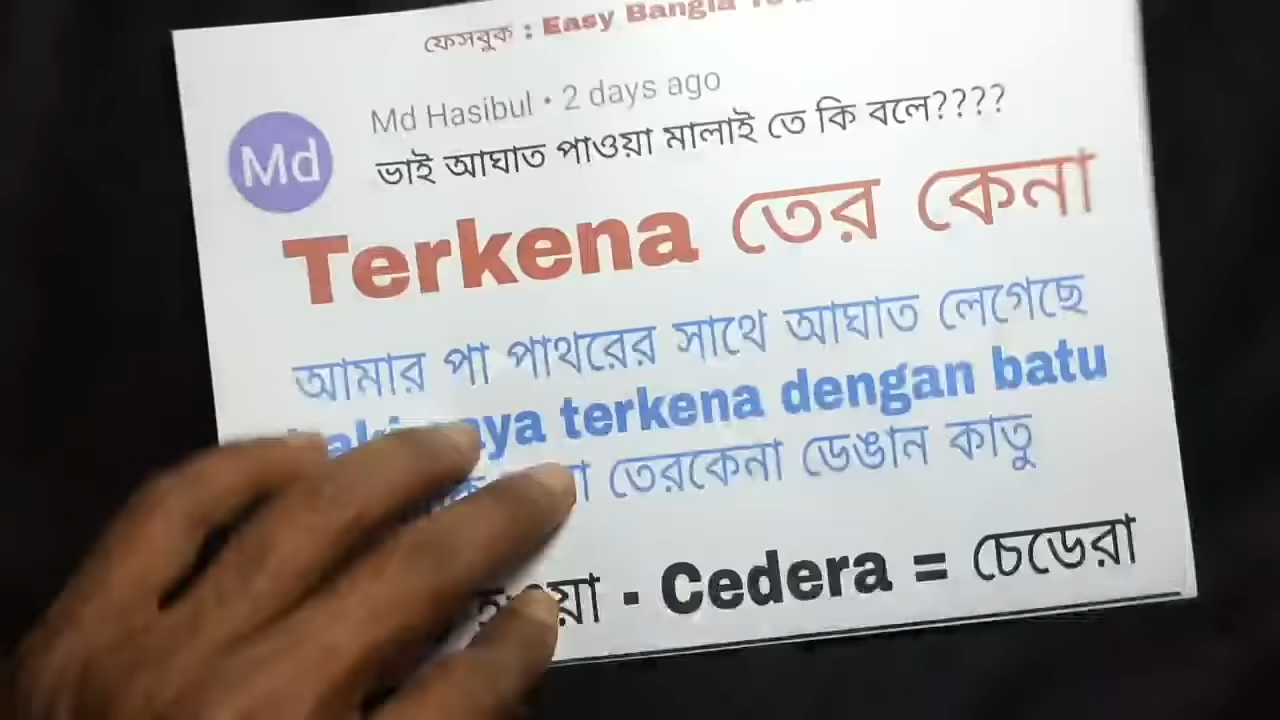 ফেসবুক : Easy Bangla To
Md
Md Hasibul • 2 days ago
ভাই আঘাত পাওয়া মালাই তে কি বলে????
Terkena তের কেনা
আমার পা পাথরের সাথে আঘাত লেগেছে
terkena dengan batu
তেরকেনা ডেঙান কাতু
- Cedera = চেডেরা